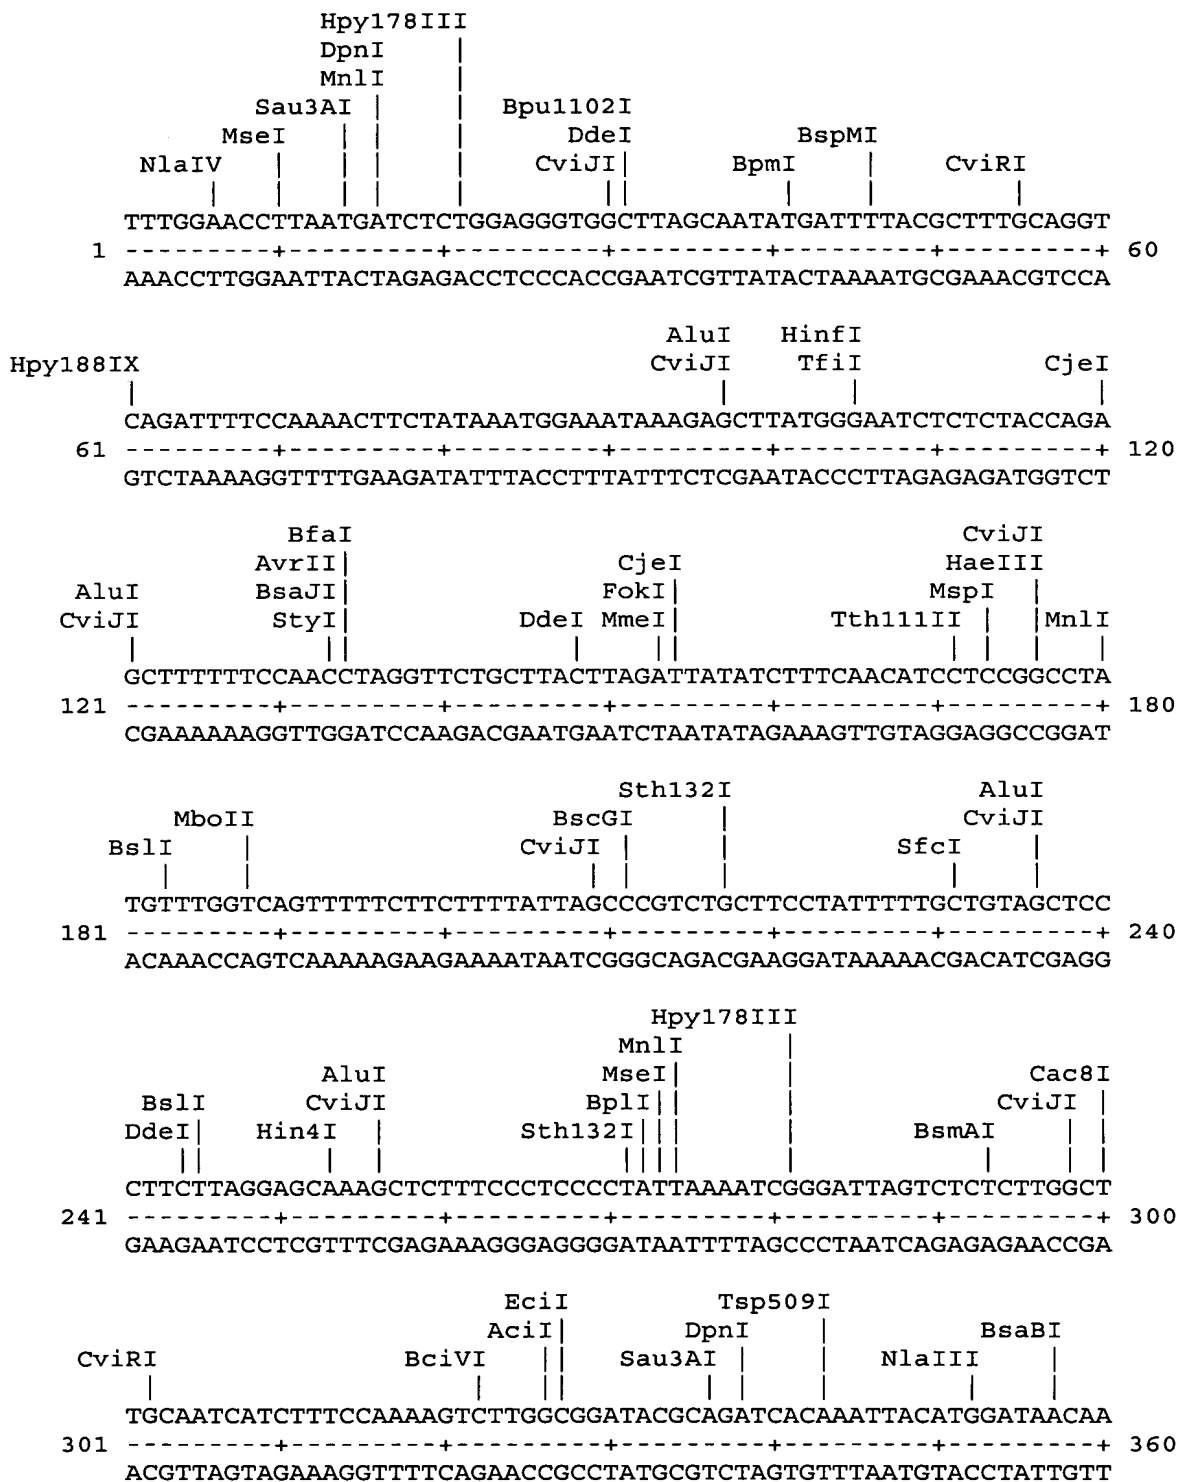 Hpy178III
DpnI
MnlI
Sau3AI Bpu1102I
MseI DdeI BspMI
NlaIV CviJI BpmI CviRI
TTTGGAACCTTAATGATCTCTGGAGGGTGGCTTAGCAATATGATTTTACGCTTTGCAGGT
1 ---------+---------+---------+---------+---------+---------+ 60
AAACCTTGGAATTACTAGAGACCTCCCACCGAATCGTTATACTAAAATGCGAAACGTCCA
AluI HinfI
Hpy188IX CviJI TfiI CjeI
CAGATTTTCCAAAACTTCTATAAATGGAAATAAAGAGCTTATGGGAATCTCTCTACCAGA
61 ---------+---------+---------+---------+---------+---------+ 120
GTCTAAAAGGTTTTGAAGATATTTACCTTTATTTCTCGAATACCCTTAGAGAGATGGTCT
BfaI CviJI
AvrII CjeI HaeIII
AluI BsaJI FokI MspI
CviJI StyI DdeI MmeI Tth111II MnlI
GCTTTTTTCCAACCTAGGTTCTGCTTACTTAGATTATATCTTTCAACATCCTCCGGCCTA
121 ---------+---------+---------+---------+---------+---------+ 180
CGAAAAAAGGTTGGATCCAAGACGAATGAATCTAATATAGAAAGTTGTAGGAGGCCGGAT
Sth132I AluI
MboII BscGI CviJI
BslI CviJI SfcI
TGTTTGGTCAGTTTTTCTTCTTTTATTAGCCCGTCTGCTTCCTATTTTTGCTGTAGCTCC
181 ---------+---------+---------+---------+---------+---------+ 240
ACAAACCAGTCAAAAAGAAGAAAATAATCGGGCAGACGAAGGATAAAAACGACATCGAGG
Hpy178III
MnlI
AluI MseI Cac8I
BslI CviJI BplI CviJI
DdeI Hin4I Sth132I BsmAI
CTTCTTAGGAGCAAAGCTCTTTCCCTCCCCTATTAAAATCGGGATTAGTCTCTCTTGGCT
241 ---------+---------+---------+---------+---------+---------+ 300
GAAGAATCCTCGTTTCGAGAAAGGGAGGGGATAATTTTAGCCCTAATCAGAGAGAACCGA
EciI Tsp509I
AciI DpnI BsaBI
CviRI BciVI Sau3AI NlaIII
TGCAATCATCTTTCCAAAAGTCTTGGCGGATACGCAGATCACAAATTACATGGATAACAA
301 ---------+---------+---------+---------+---------+---------+ 360
ACGTTAGTAGAAAGGTTTTCAGAACCGCCTATGCGTCTAGTGTTTAATGTACCTATTGTT